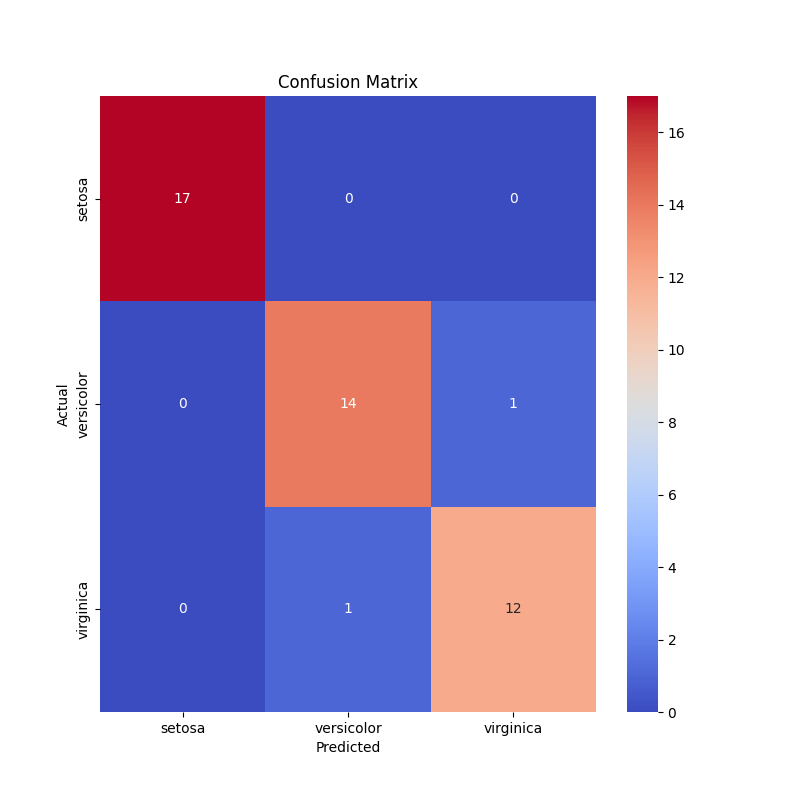 Confusion Matrix
setosa
17 0 0
Actual
versicolor
0 14 1
virginica
0 1 12
setosa versicolor virginica
Predicted
16
14
12
10
8
6
4
2
0